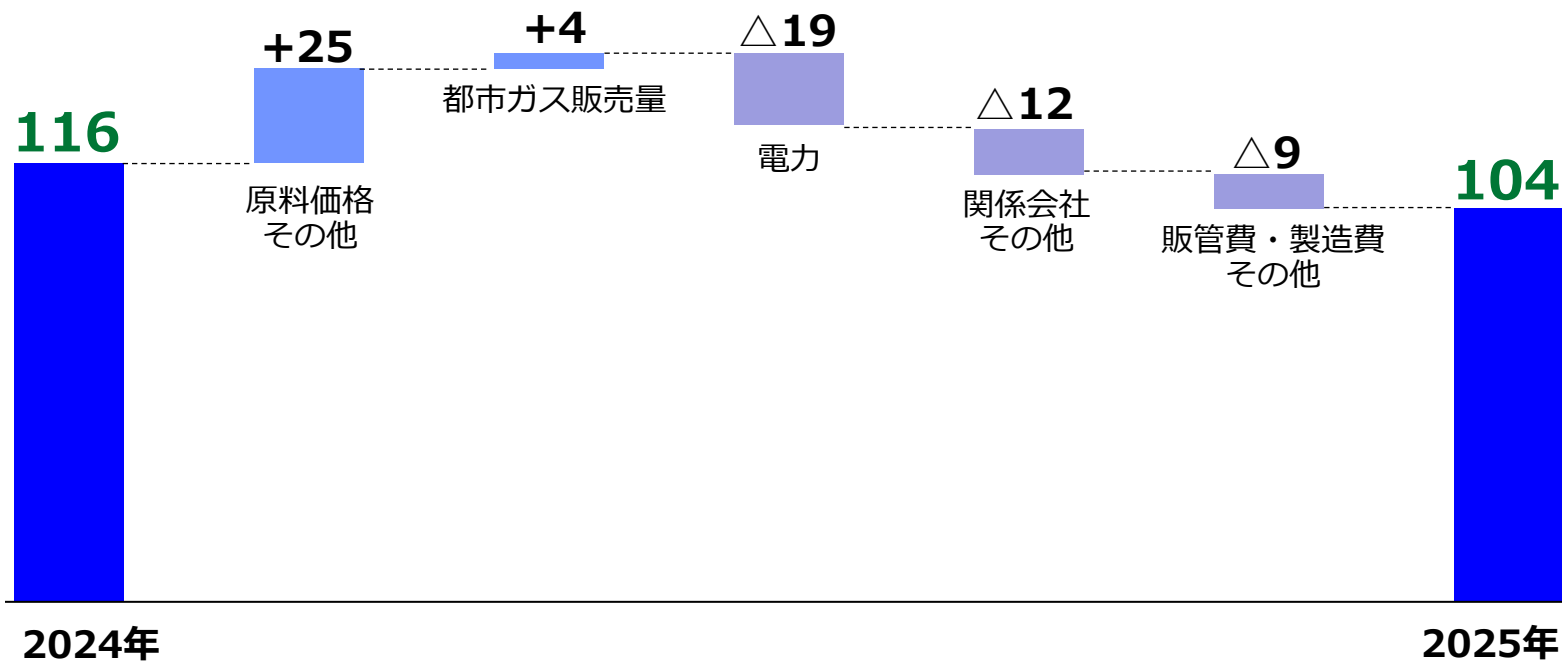 116
+25
原料価格
その他
+4
都市ガス販売量
△19
電力
△12
関係会社
その他
△9
販管費・製造費
その他
104
2024年
2025年